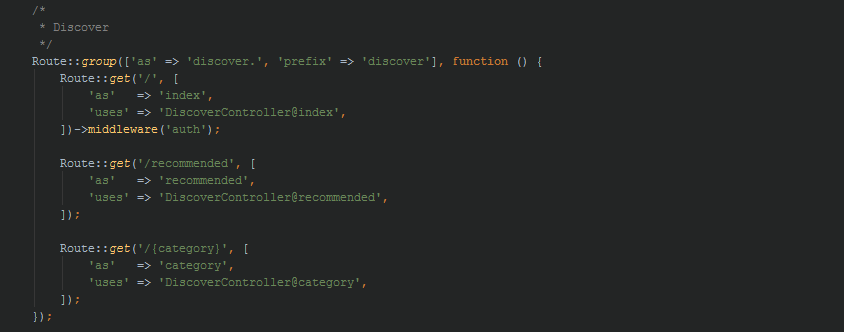 /*
 * Discover
 */
Route::group(['as' => 'discover.', 'prefix' => 'discover'], function () {
    Route::get('/', [
        'as'   => 'index',
        'uses' => 'DiscoverController@index',
    ])->middleware('auth');

    Route::get('/recommended', [
        'as'   => 'recommended',
        'uses' => 'DiscoverController@recommended',
    ]);

    Route::get('/{category}', [
        'as'   => 'category',
        'uses' => 'DiscoverController@category',
    ]);
});